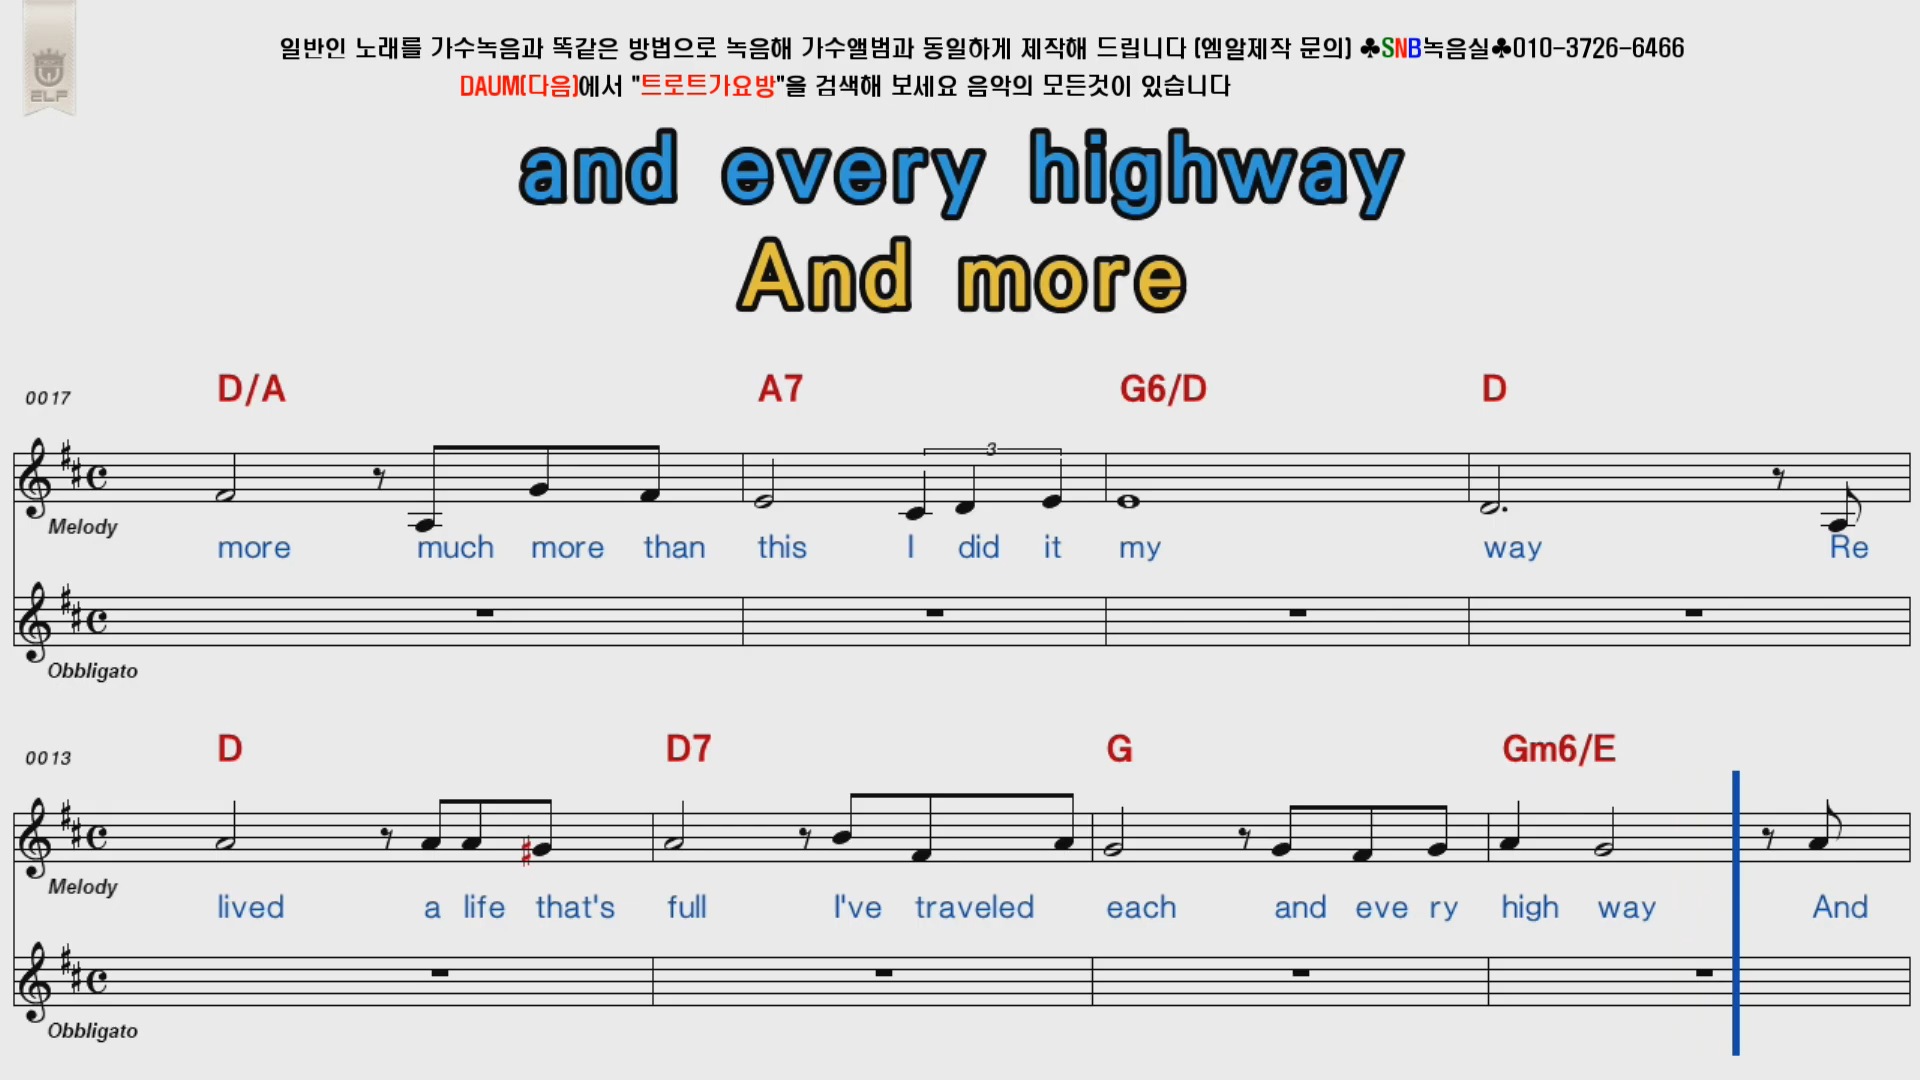 ELF
일반인 노래를 가수녹음과 똑같은 방법으로 녹음해 가수앨범과 동일하게 제작해 드립니다 (엠알제작 문의) ♣SNB녹음실♣010-3726-6466
DAUM(다음)에서 "트로트가요방"을 검색해 보세요 음악의 모든것이 있습니다
and every highway
And more
0017 D/A A7 G6/D D
3
Melody
more much more than this I did it my way Re
Obbligato
0013 D D7 G Gm6/E
Melody
lived a life that's full I've traveled each and eve ry high way And
Obbligato